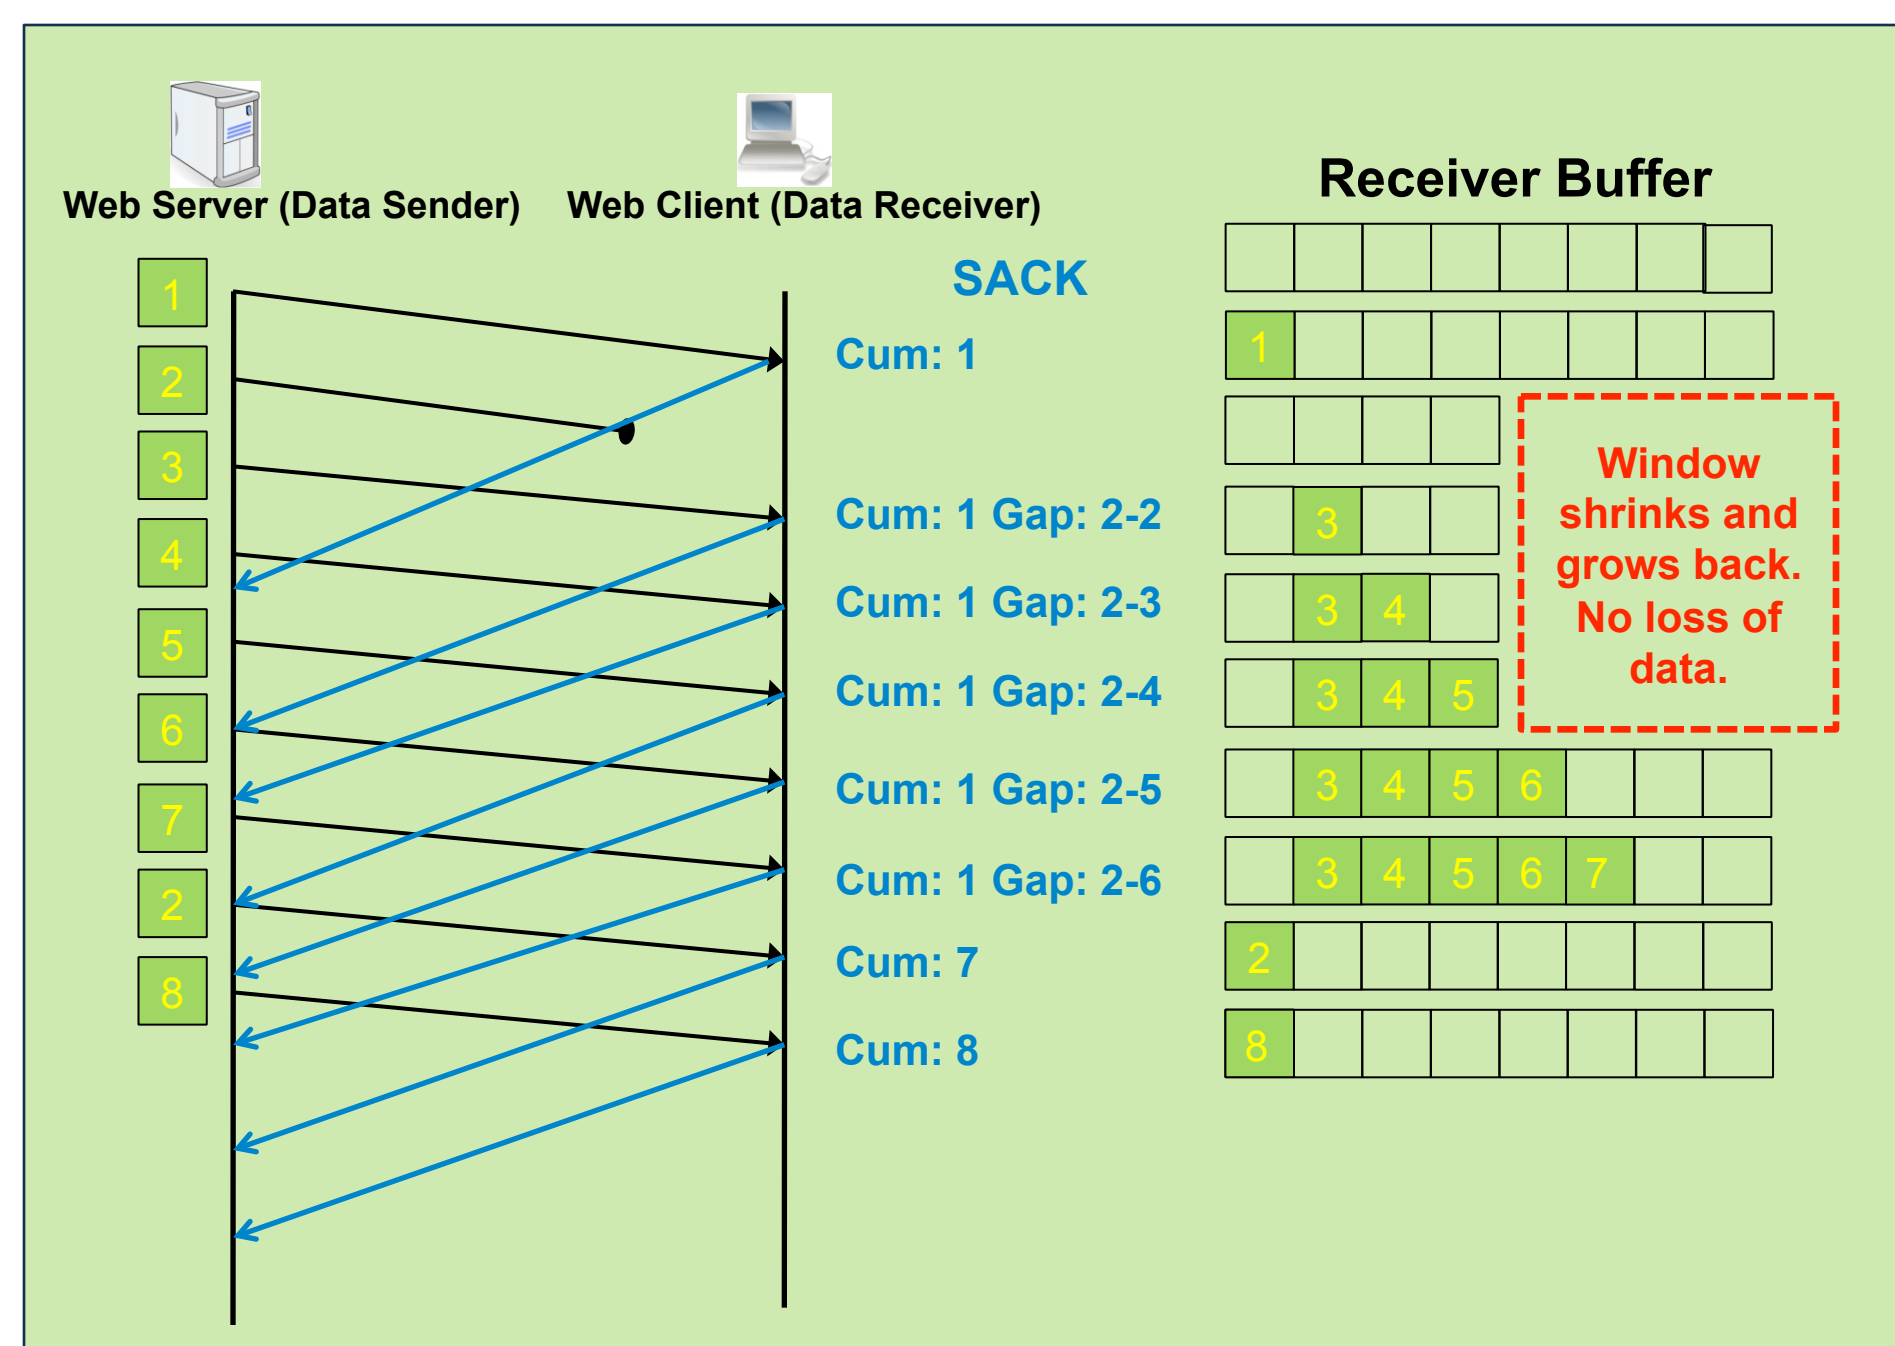 Web Server (Data Sender)
Web Client (Data Receiver)
Receiver Buffer
SACK
1
2
3
4
5
6
7
2
8
Cum: 1
Cum: 1 Gap: 2-2
Cum: 1 Gap: 2-3
Cum: 1 Gap: 2-4
Cum: 1 Gap: 2-5
Cum: 1 Gap: 2-6
Cum: 7
Cum: 8
1
3
3 4
3 4 5
3 4 5 6
3 4 5 6 7
2
8
Window
shrinks and
grows back.
No loss of
data.